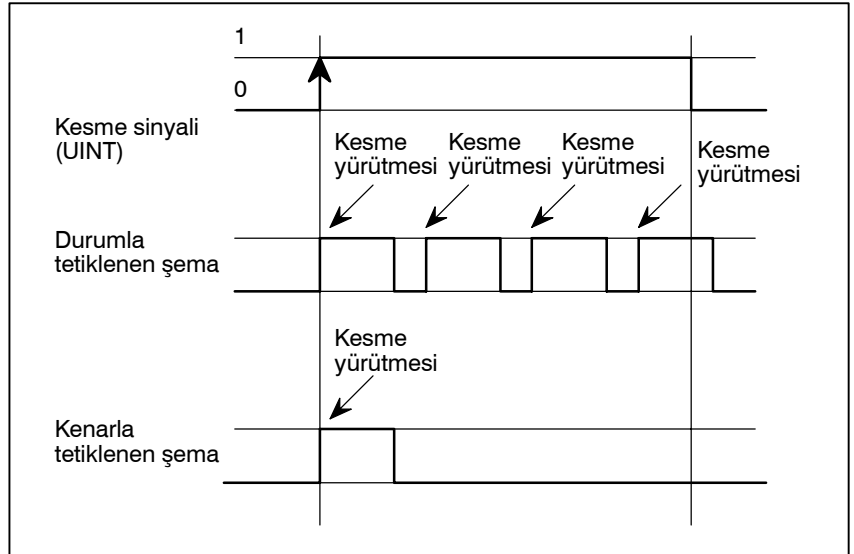 1
0
Kesme sinyali
(UINT)
Kesme
yürütmesi
Kesme
yürütmesi
Kesme
yürütmesi
Kesme
yürütmesi
Durumla
tetiklenen şema
Kesme
yürütmesi
Kenarla
tetiklenen şema